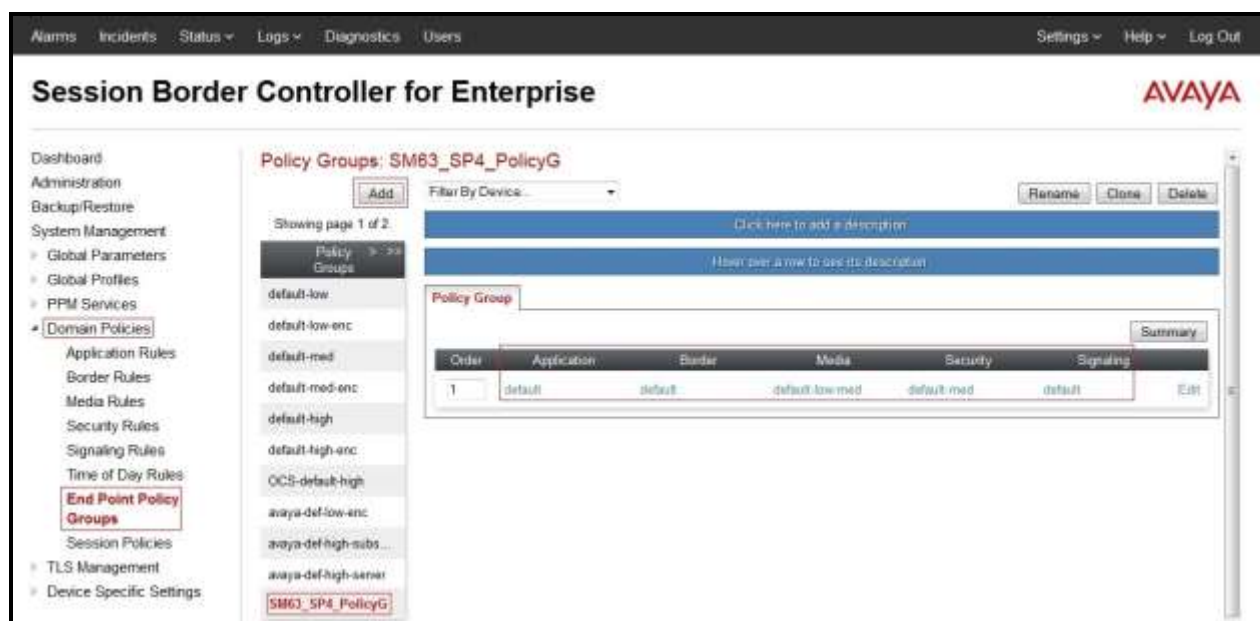 Alarms Incidents Status Logs Diagnostics Users Settings Help Log Out
Session Border Controller for Enterprise
AVAYA
Dashboard
Administration
Backup/Restore
System Management
Global Parameters
Global Profiles
PPM Services
Domain Policies
Application Rules
Border Rules
Media Rules
Security Rules
Signaling Rules
Time of Day Rules
End Point Policy
Groups
Session Policies
TLS Management
Device Specific Settings
Policy Groups: SM63_SP4_PolicyG
Add
Showing page 1 of 2
Policy > >>
Groups
default-low
default-low-enc
default-med
default-med-enc
default-high
default-high-enc
OCS-default-high
avaya-def-low-enc
avaya-def-high-subs...
avaya-def-high-server
SM63_SP4_PolicyG
Filter By Device...
Rename Clone Delete
Click here to add a description.
Hover over a row to see its description.
Policy Group
Summary
Order Application Border Media Security Signaling
1 default default default-low-med default-med default Edit